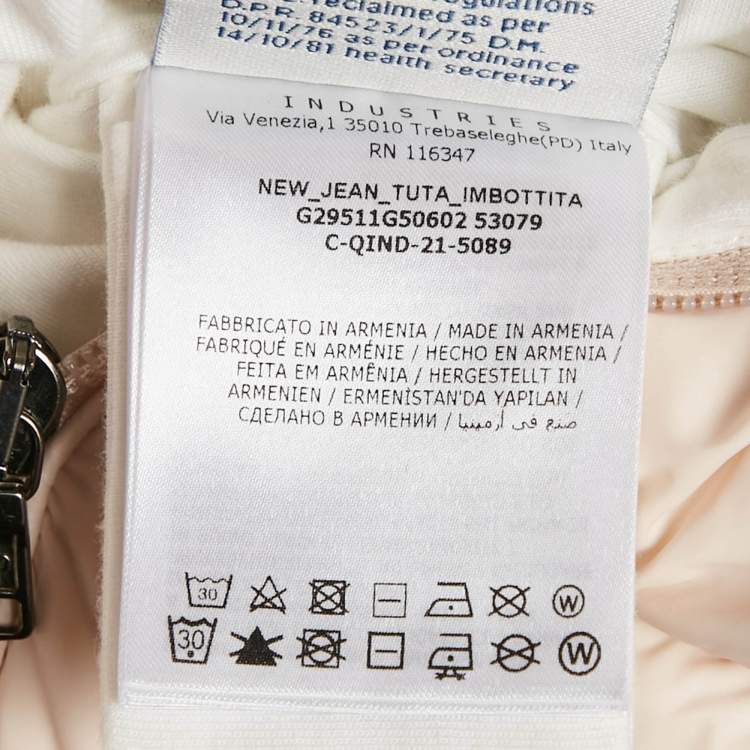 regulations
reclaimed as per
D.P.R. 84523/1/75 D.M.
10/11/76 as per ordinance
14/10/81 health secretary
INDUSTRIES
Via Venezia,1 35010 Trebaseleghe(PD) Italy
RN 116347
NEW_JEAN_TUTA_IMBOTTITA
G29511G50602 53079
C-QIND-21-5089
FABBRICATO IN ARMENIA / MADE IN ARMENIA /
FABRIQUÉ EN ARMÉNIE / HECHO EN ARMENIA /
FEITA EM ARMÊNIA / HERGESTELLT IN
ARMENIEN / ERMENİSTAN'DA YAPILAN /
СДЕЛАНО В АРМЕНИИ / صنع في أرمينيا
30 W
30 W